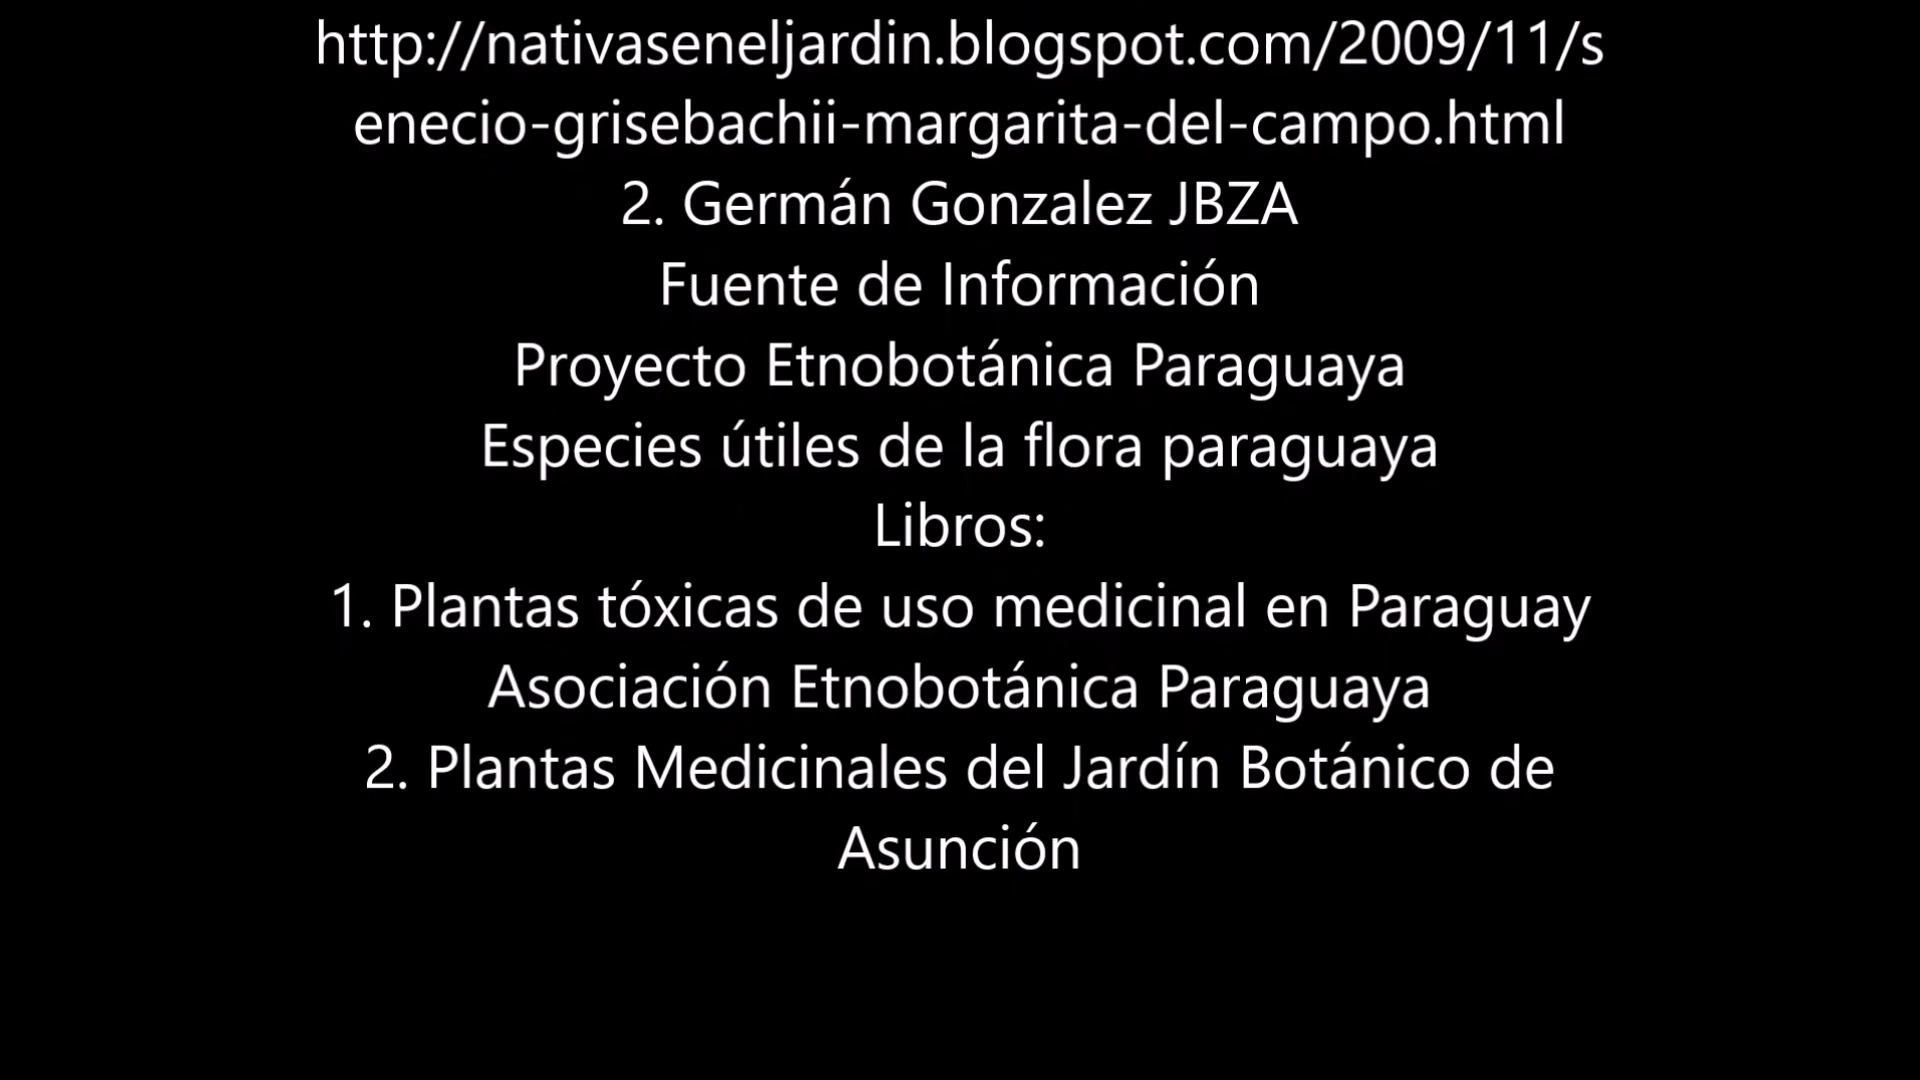 http://nativaseneljardin.blogspot.com/2009/11/s
enecio-grisebachii-margarita-del-campo.html
2. Germán Gonzalez JBZA
Fuente de Información
Proyecto Etnobotánica Paraguaya
Especies útiles de la flora paraguaya
Libros:
1. Plantas tóxicas de uso medicinal en Paraguay
Asociación Etnobotánica Paraguaya
2. Plantas Medicinales del Jardín Botánico de
Asunción